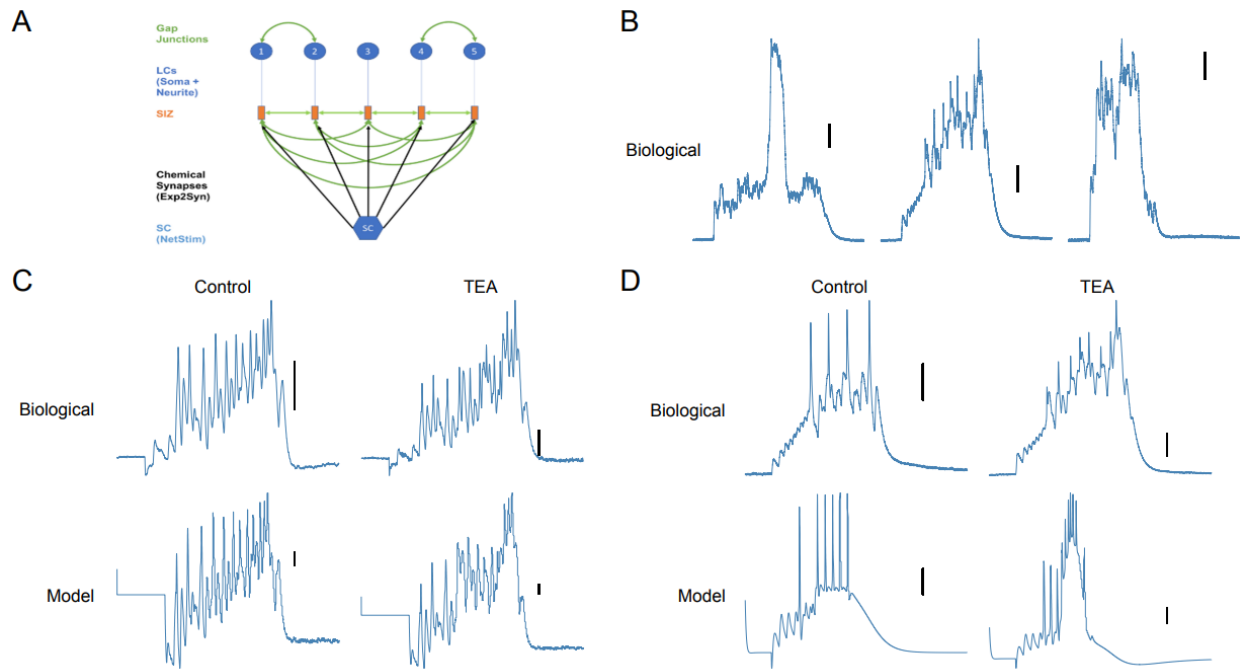 A
Gap
Junctions
1 2 3 4 5
LCs
(Soma +
Neurite)
SIZ
Chemical
Synapses
(Exp2Syn)
SC
(NetStim)
SC
B
Biological
C
Control TEA
Biological
Model
D
Control TEA
Biological
Model